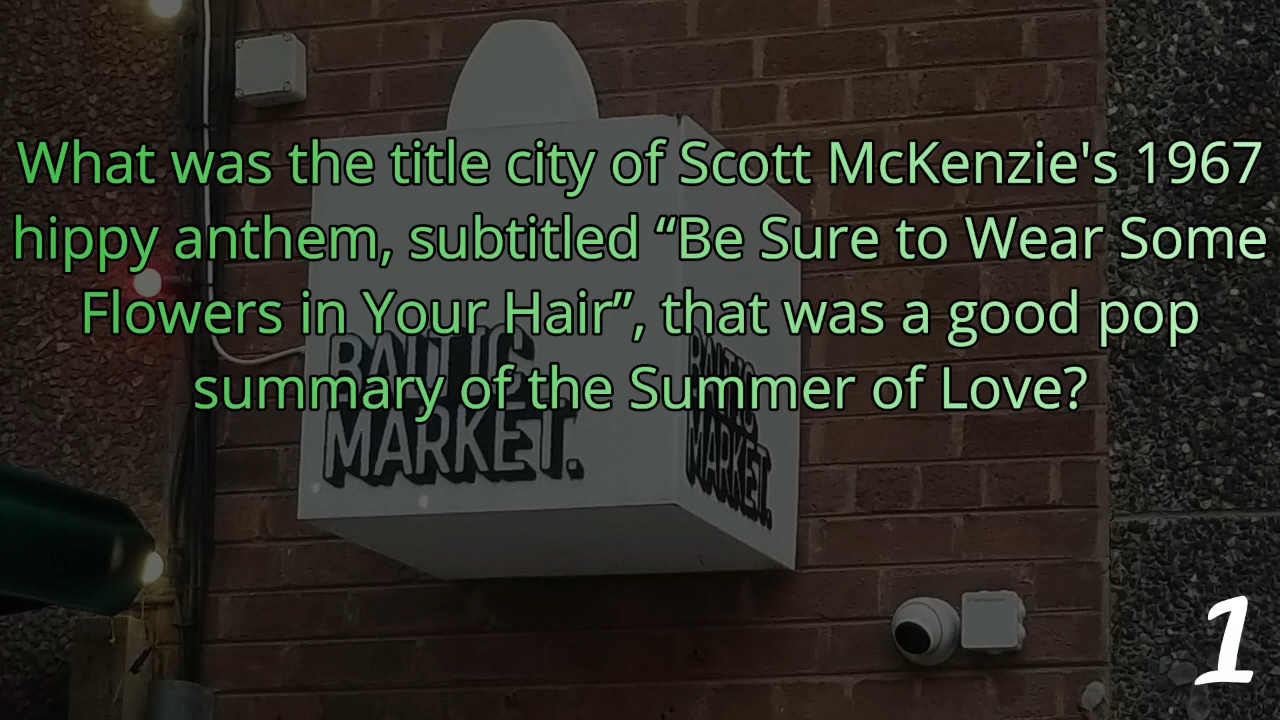 What was the title city of Scott McKenzie's 1967
hippy anthem, subtitled “Be Sure to Wear Some
Flowers in Your Hair”, that was a good pop
summary of the Summer of Love?
BALTIC
MARKET.
BALTIC
MARKET.
1